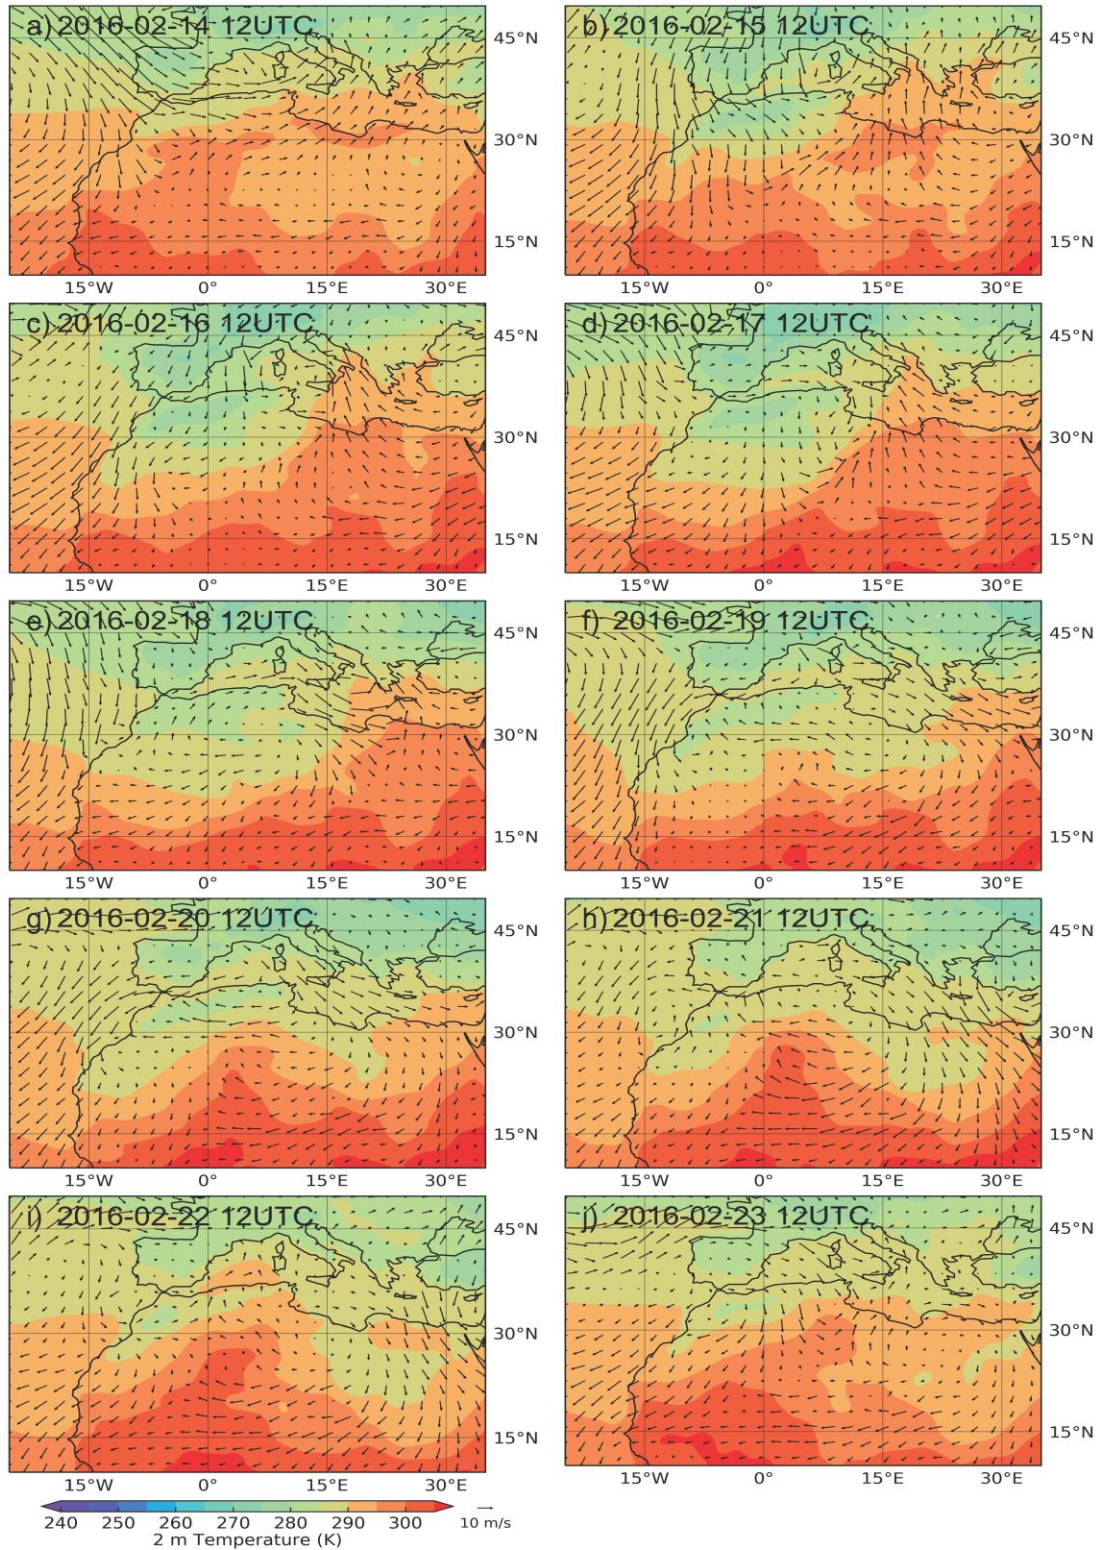 a) 2016-02-14 12UTC
b) 2016-02-15 12UTC
45°N 45°N
30°N 30°N
15°N 15°N
15°W 0° 15°E 30°E 15°W 0° 15°E 30°E
c) 2016-02-16 12UTC
d) 2016-02-17 12UTC
45°N 45°N
30°N 30°N
15°N 15°N
15°W 0° 15°E 30°E 15°W 0° 15°E 30°E
e) 2016-02-18 12UTC
f) 2016-02-19 12UTC
45°N 45°N
30°N 30°N
15°N 15°N
15°W 0° 15°E 30°E 15°W 0° 15°E 30°E
g) 2016-02-20 12UTC
h) 2016-02-21 12UTC
45°N 45°N
30°N 30°N
15°N 15°N
15°W 0° 15°E 30°E 15°W 0° 15°E 30°E
i) 2016-02-22 12UTC
j) 2016-02-23 12UTC
45°N 45°N
30°N 30°N
15°N 15°N
15°W 0° 15°E 30°E 15°W 0° 15°E 30°E
240 250 260 270 280 290 300 10 m/s
2 m Temperature (K)